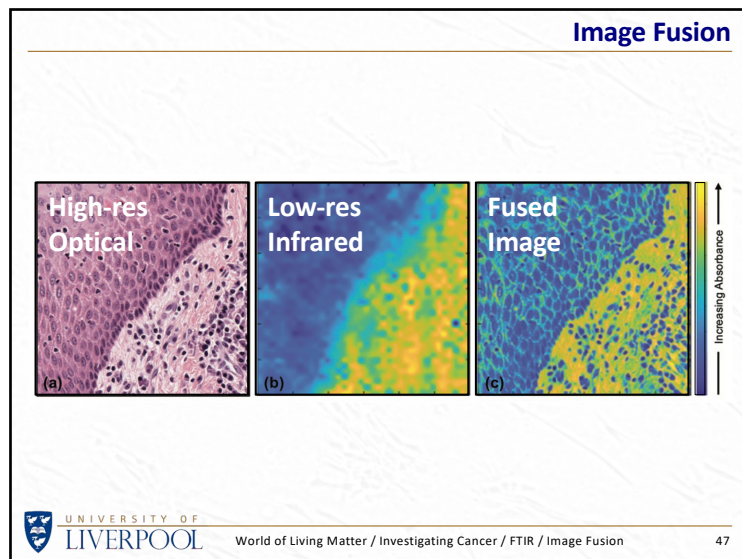 Image Fusion
High-res
Optical
(a)
Low-res
Infrared
(b)
Fused
Image
(c)
Increasing Absorbance
UNIVERSITY OF
LIVERPOOL
World of Living Matter / Investigating Cancer / FTIR / Image Fusion
47